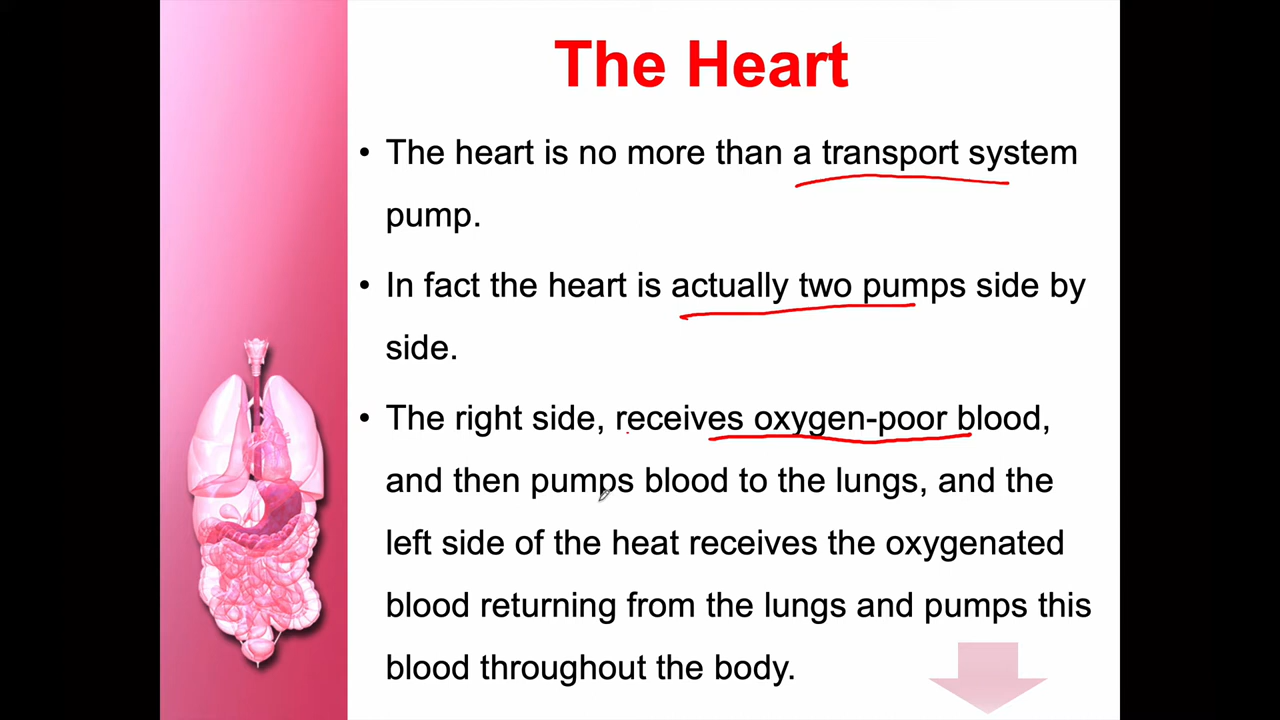 The Heart
• The heart is no more than a transport system
pump.
• In fact the heart is actually two pumps side by
side.
• The right side, receives oxygen-poor blood,
and then pumps blood to the lungs, and the
left side of the heat receives the oxygenated
blood returning from the lungs and pumps this
blood throughout the body.